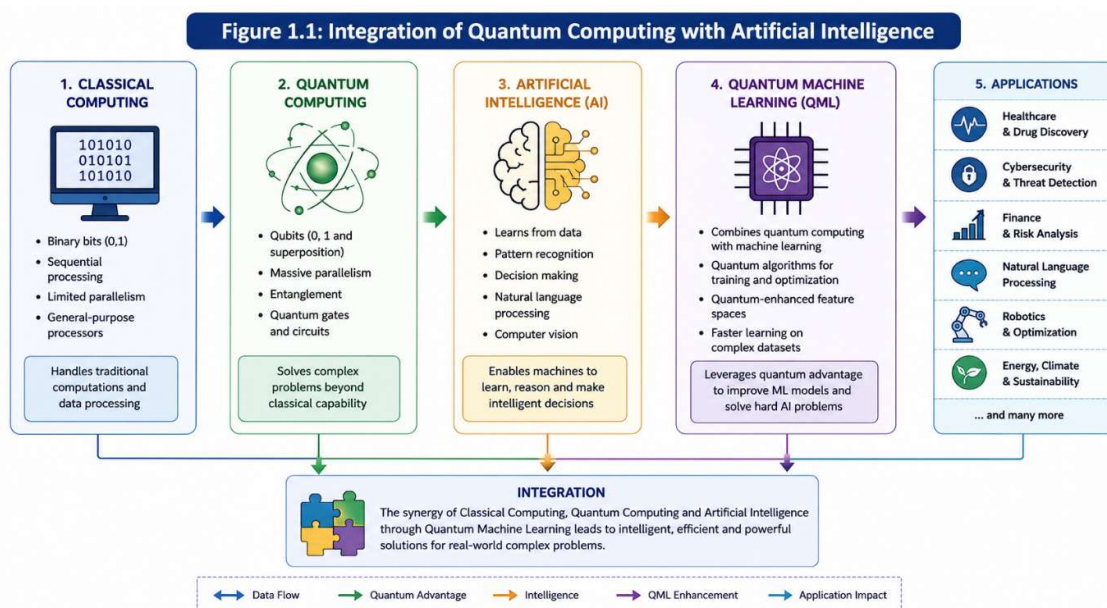 Figure 1.1: Integration of Quantum Computing with Artificial Intelligence
1. CLASSICAL
COMPUTING
101010
010101
101010
• Binary bits (0,1)
• Sequential
processing
• Limited parallelism
• General-purpose
processors
Handles traditional
computations and
data processing
2. QUANTUM
COMPUTING
• Qubits (0, 1 and
superposition)
• Massive parallelism
• Entanglement
• Quantum gates
and circuits
Solves complex
problems beyond
classical capability
3. ARTIFICIAL
INTELLIGENCE (AI)
• Learns from data
• Pattern recognition
• Decision making
• Natural language
processing
• Computer vision
Enables machines to
learn, reason and make
intelligent decisions
4. QUANTUM MACHINE
LEARNING (QML)
• Combines quantum computing
with machine learning
• Quantum algorithms for
training and optimization
• Quantum-enhanced feature
spaces
• Faster learning on
complex datasets
Leverages quantum advantage
to improve ML models and
solve hard AI problems
5. APPLICATIONS
Healthcare
& Drug Discovery
Cybersecurity
& Threat Detection
Finance
& Risk Analysis
Natural Language
Processing
Robotics
& Optimization
Energy, Climate
& Sustainability
... and many more
INTEGRATION
The synergy of Classical Computing, Quantum Computing and Artificial Intelligence
through Quantum Machine Learning leads to intelligent, efficient and powerful
solutions for real-world complex problems.
Data Flow
Quantum Advantage
Intelligence
QML Enhancement
Application Impact